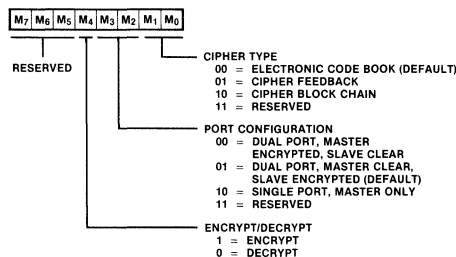 M7 M6 M5 M4 M3 M2 M1 M0
RESERVED
CIPHER TYPE
00 = ELECTRONIC CODE BOOK (DEFAULT)
01 = CIPHER FEEDBACK
10 = CIPHER BLOCK CHAIN
11 = RESERVED
PORT CONFIGURATION
00 = DUAL PORT, MASTER
ENCRYPTED, SLAVE CLEAR
01 = DUAL PORT, MASTER CLEAR,
SLAVE ENCRYPTED (DEFAULT)
10 = SINGLE PORT, MASTER ONLY
11 = RESERVED
ENCRYPT/DECRYPT
1 = ENCRYPT
0 = DECRYPT